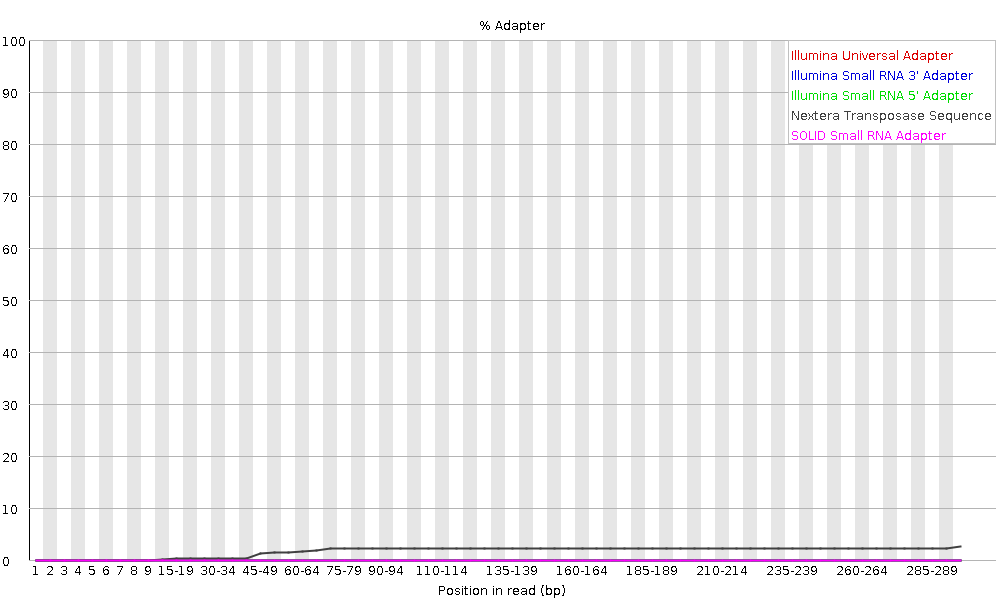 % Adapter
100
90
80
70
60
50
40
30
20
10
0
Illumina Universal Adapter
Illumina Small RNA 3' Adapter
Illumina Small RNA 5' Adapter
Nextera Transposase Sequence
SOLID Small RNA Adapter
1 2 3 4 5 6 7 8 9 15-19 30-34 45-49 60-64 75-79 90-94 110-114 135-139 160-164 185-189 210-214 235-239 260-264 285-289
Position in read (bp)